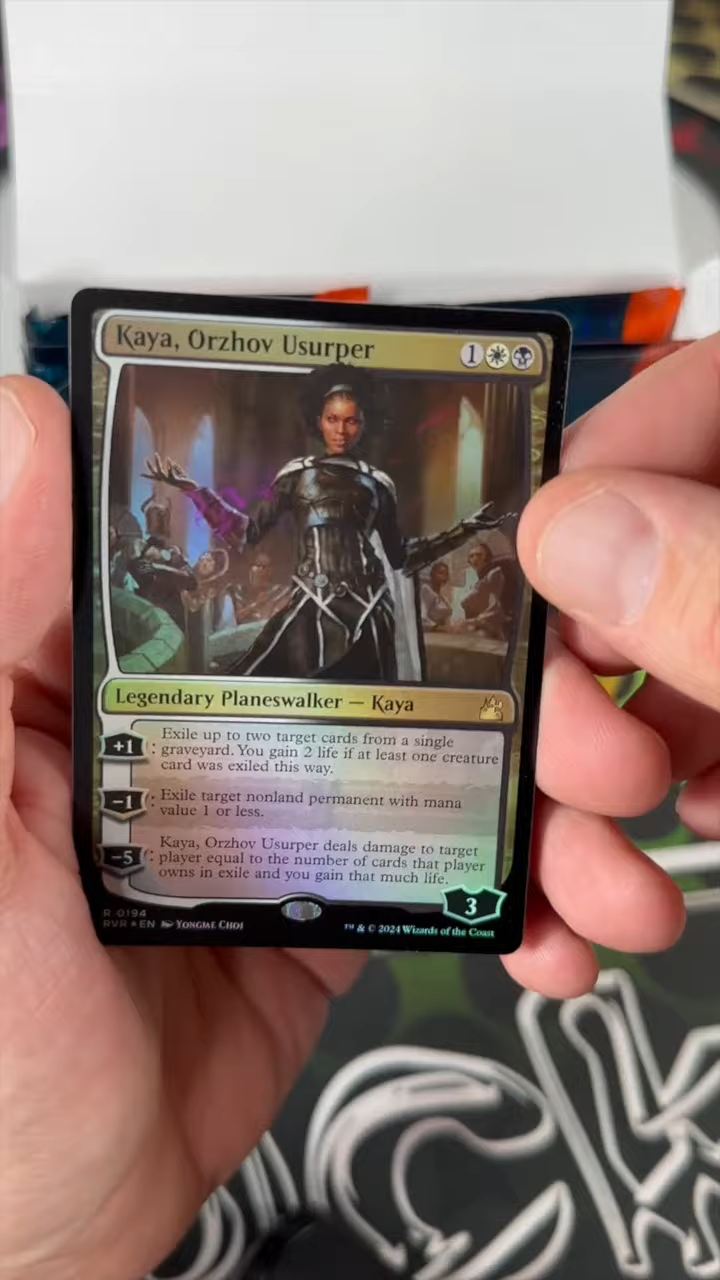 Kaya, Orzhov Usurper
1
Legendary Planeswalker — Kaya
+1 : Exile up to two target cards from a single
graveyard. You gain 2 life if at least one creature
card was exiled this way.
−1 : Exile target nonland permanent with mana
value 1 or less.
−5 : Kaya, Orzhov Usurper deals damage to target
player equal to the number of cards that player
owns in exile and you gain that much life.
3
R 0194
RVR ★ EN Yongjae Choi
™ & © 2024 Wizards of the Coast